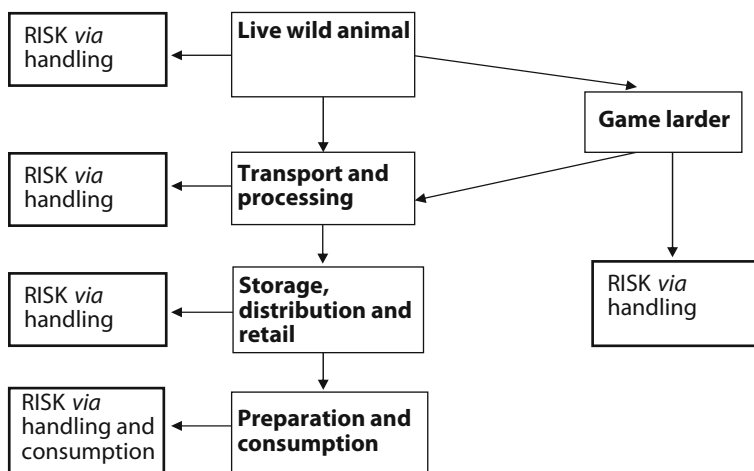 RISK via
handling
Live wild animal
Game larder
RISK via
handling
Transport and
processing
RISK via
handling
Storage,
distribution and
retail
RISK via
handling
RISK via
handling and
consumption
Preparation and
consumption